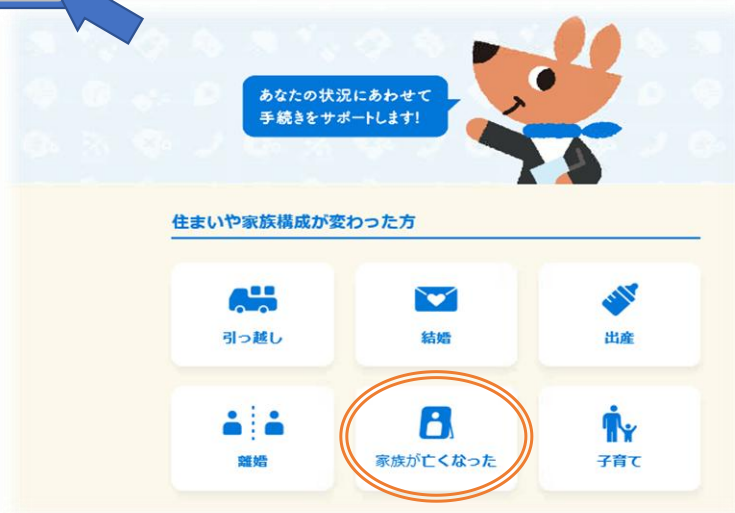 あなたの状況にあわせて
手続きをサポートします!
住まいや家族構成が変わった方
引っ越し
結婚
出産
離婚
家族が亡くなった
子育て